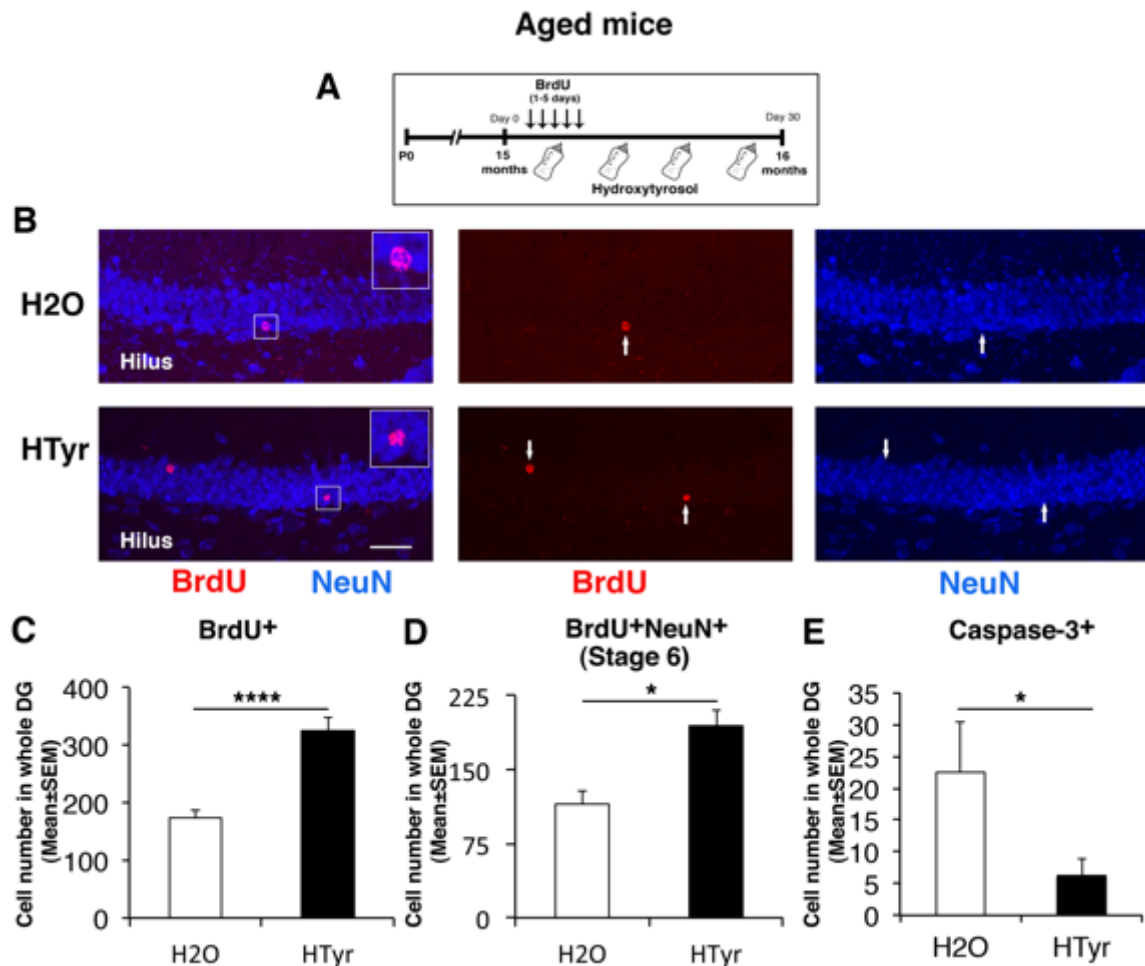 Aged mice
A
BrdU
(1-5 days)
Day 0
Day 30
P0
15
months
16
months
Hydroxytyrosol
B
H2O
Hilus
HTyr
Hilus
BrdU NeuN
BrdU
NeuN
C
BrdU+
Cell number in whole DG
(Mean±SEM)
400
300
200
100
0
****
H2O HTyr
D
BrdU+NeuN+
(Stage 6)
Cell number in whole DG
(Mean±SEM)
225
150
75
0
*
H2O HTyr
E
Caspase-3+
Cell number in whole DG
(Mean±SEM)
35
30
25
20
15
10
5
0
*
H2O HTyr